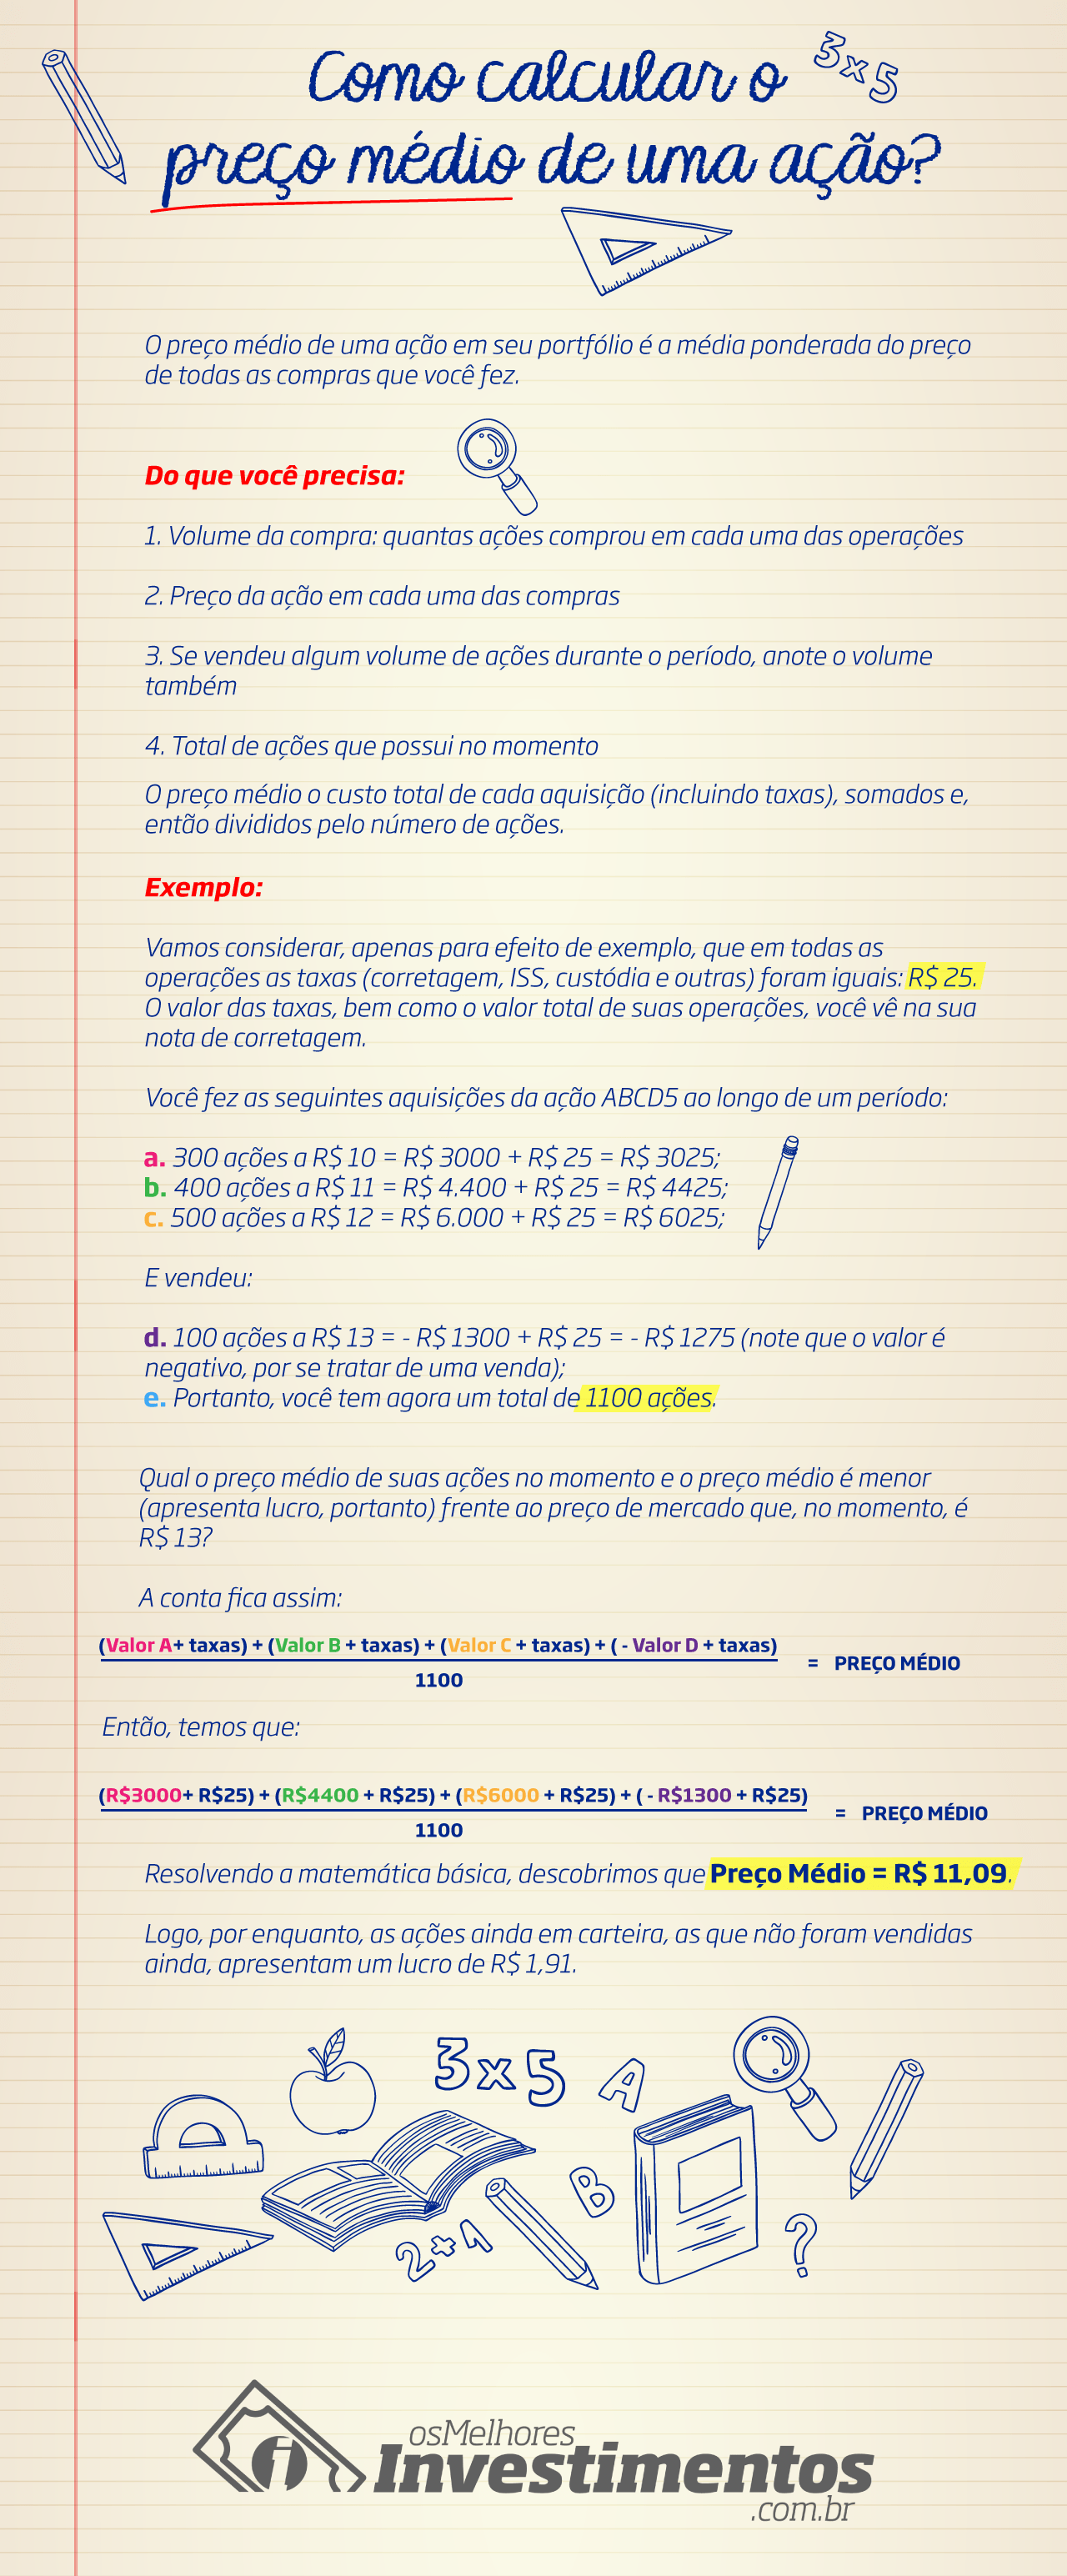 Como calcular o
3x5
preço médio de uma ação?
O preço médio de uma ação em seu portfólio é a média ponderada do preço
de todas as compras que você fez.
Do que você precisa:
1. Volume da compra: quantas ações comprou em cada uma das operações
2. Preço da ação em cada uma das compras
3. Se vendeu algum volume de ações durante o período, anote o volume
também
4. Total de ações que possui no momento
O preço médio o custo total de cada aquisição (incluindo taxas), somados e,
então divididos pelo número de ações.
Exemplo:
Vamos considerar, apenas para efeito de exemplo, que em todas as
operações as taxas (corretagem, ISS, custódia e outras) foram iguais: R$ 25.
O valor das taxas, bem como o valor total de suas operações, você vê na sua
nota de corretagem.
Você fez as seguintes aquisições da ação ABCD5 ao longo de um período:
a. 300 ações a R$ 10 = R$ 3000 + R$ 25 = R$ 3025;
b. 400 ações a R$ 11 = R$ 4.400 + R$ 25 = R$ 4425;
c. 500 ações a R$ 12 = R$ 6.000 + R$ 25 = R$ 6025;
E vendeu:
d. 100 ações a R$ 13 = - R$ 1300 + R$ 25 = - R$ 1275 (note que o valor é
negativo, por se tratar de uma venda);
e. Portanto, você tem agora um total de 1100 ações.
Qual o preço médio de suas ações no momento e o preço médio é menor
(apresenta lucro, portanto) frente ao preço de mercado que, no momento, é
R$ 13?
A conta fica assim:
(Valor A+ taxas) + (Valor B + taxas) + (Valor C + taxas) + ( - Valor D + taxas)
= PREÇO MÉDIO
1100
Então, temos que:
(R$3000+ R$25) + (R$4400 + R$25) + (R$6000 + R$25) + ( - R$1300 + R$25)
= PREÇO MÉDIO
1100
Resolvendo a matemática básica, descobrimos que Preço Médio = R$ 11,09.
Logo, por enquanto, as ações ainda em carteira, as que não foram vendidas
ainda, apresentam um lucro de R$ 1,91.
3x5
A
B
2+1
?
osMelhores
Investimentos
.com.br